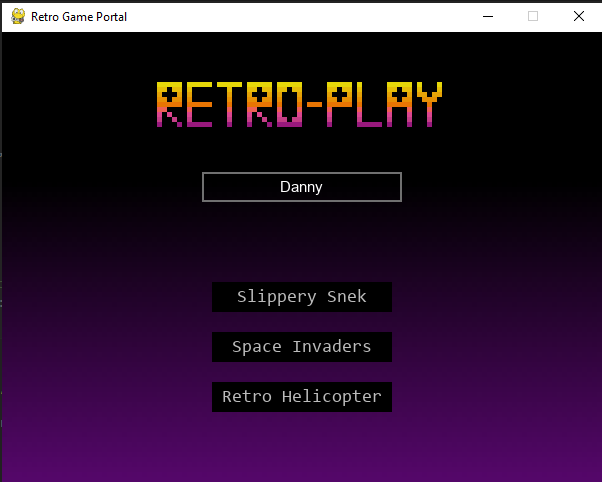 Retro Game Portal
RETRO-PLAY
Danny
Slippery Snek
Space Invaders
Retro Helicopter